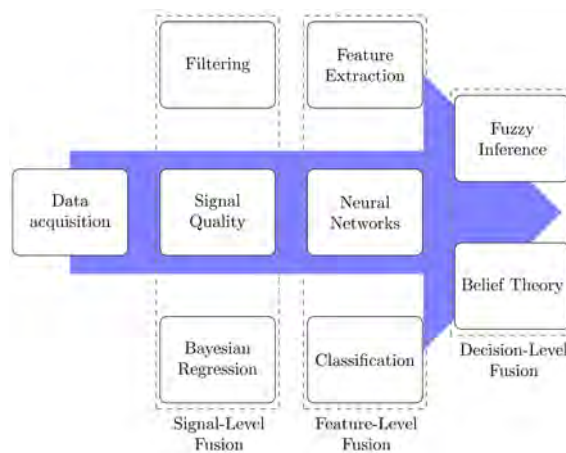 Filtering
Feature
Extraction
Fuzzy
Inference
Data
acquisition
Signal
Quality
Neural
Networks
Belief Theory
Bayesian
Regression
Classification
Decision-Level
Fusion
Signal-Level
Fusion
Feature-Level
Fusion